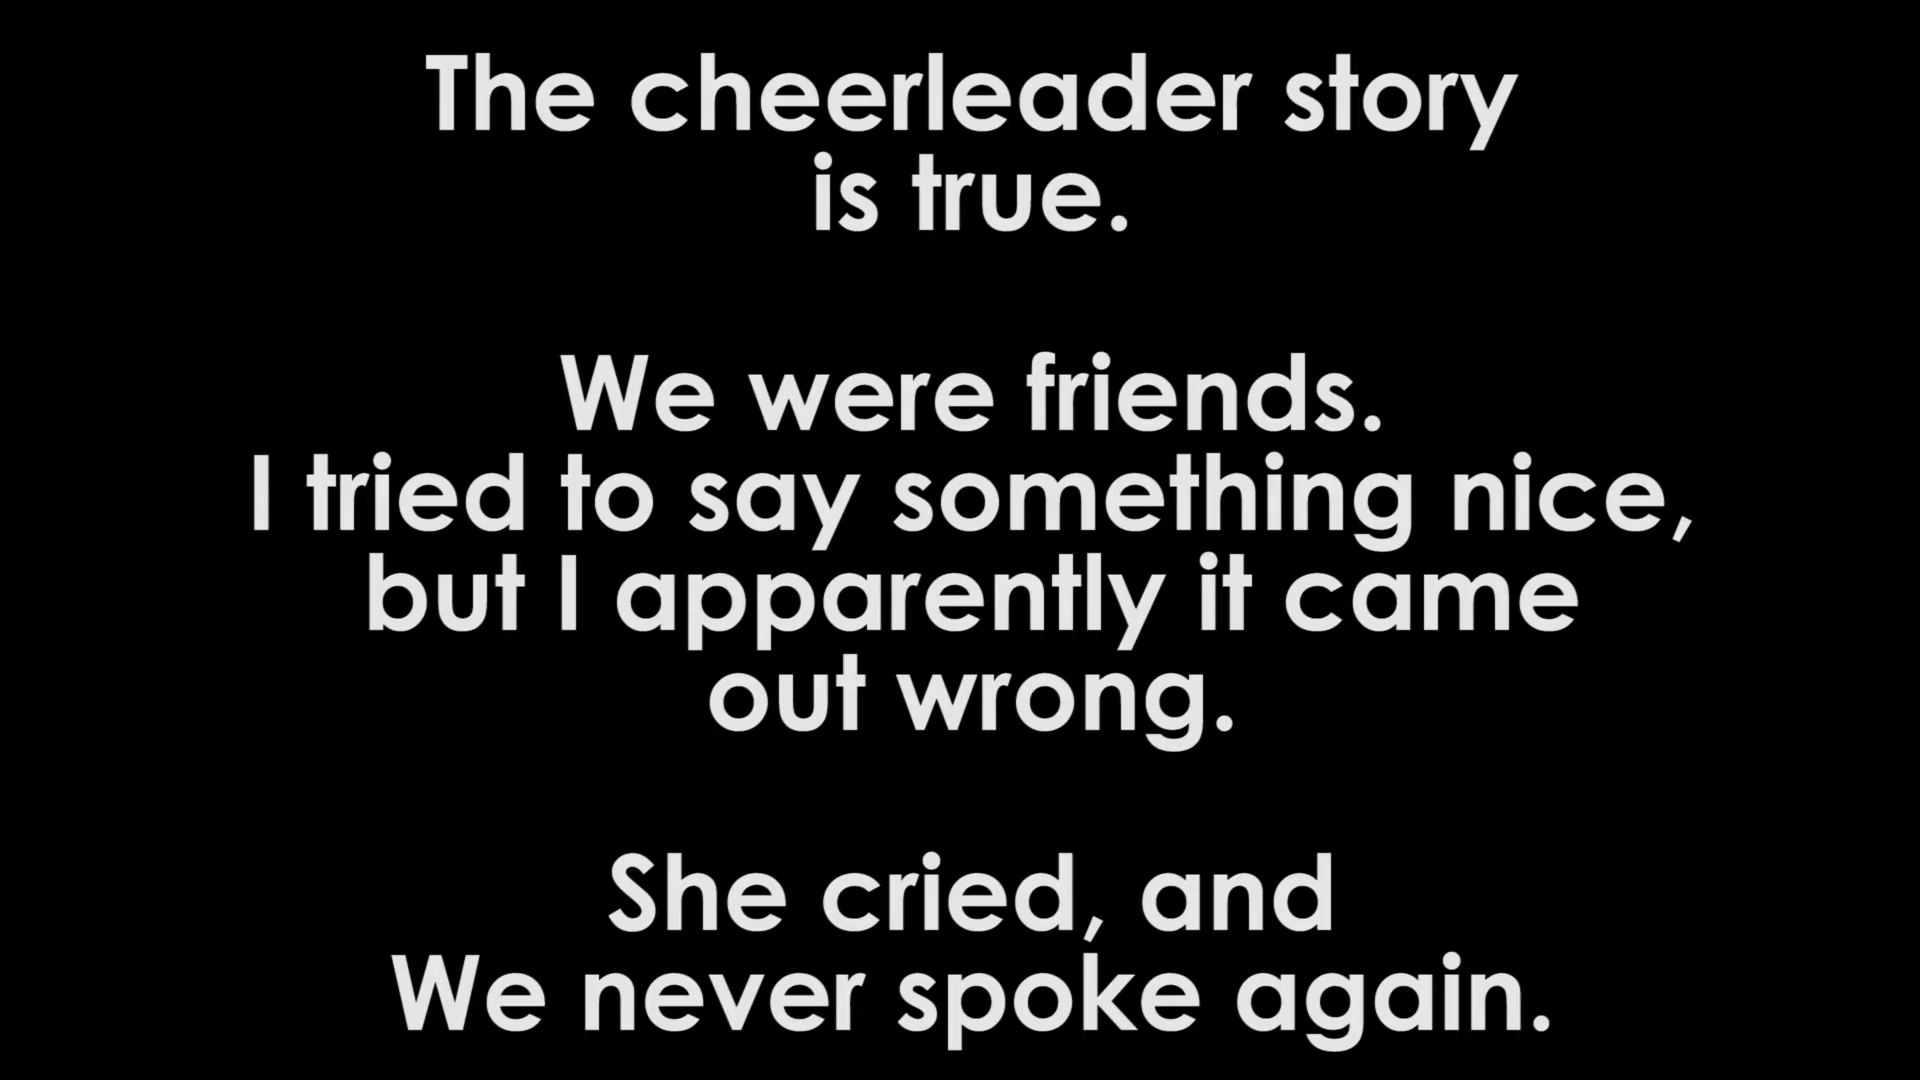 The cheerleader story
is true.
We were friends.
I tried to say something nice,
but I apparently it came
out wrong.
She cried, and
We never spoke again.